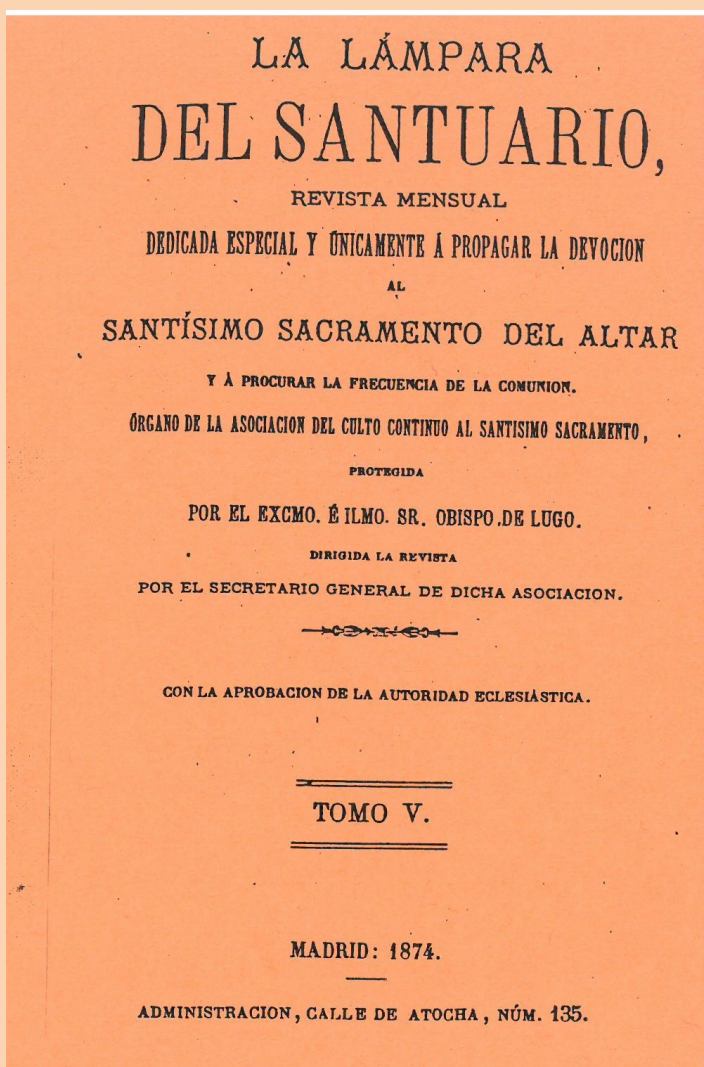 LA LÁMPARA
DEL SANTUARIO,
REVISTA MENSUAL
DEDICADA ESPECIAL Y ÚNICAMENTE Á PROPAGAR LA DEVOCION
AL
SANTÍSIMO SACRAMENTO DEL ALTAR
Y Á PROCURAR LA FRECUENCIA DE LA COMUNION.
ÓRGANO DE LA ASOCIACION DEL CULTO CONTINUO AL SANTISIMO SACRAMENTO,
PROTEGIDA
POR EL EXCMO. É ILMO. SR. OBISPO DE LUGO.
DIRIGIDA LA REVISTA
POR EL SECRETARIO GENERAL DE DICHA ASOCIACION.
CON LA APROBACION DE LA AUTORIDAD ECLESIÁSTICA.
TOMO V.
MADRID: 1874.
ADMINISTRACION, CALLE DE ATOCHA, NÚM. 135.